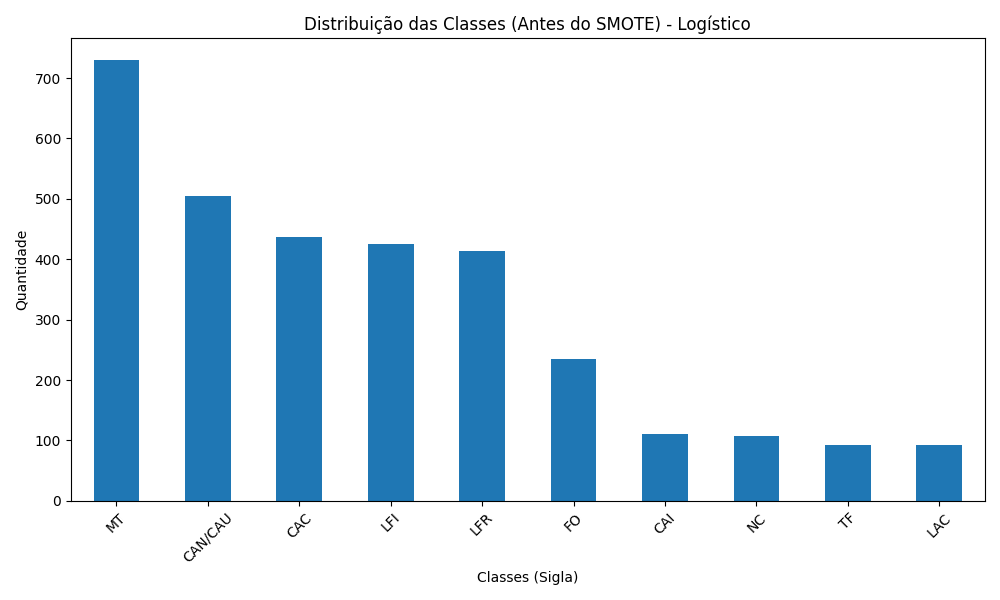 Distribuição das Classes (Antes do SMOTE) - Logístico
700
600
500
400
300
200
100
0
Quantidade
MT
CAN/CAU
CAC
LFI
LFR
FO
CAI
NC
TF
LAC
Classes (Sigla)